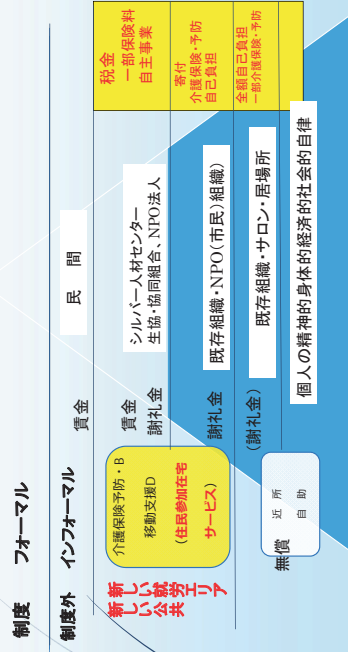 制度 フォーマル
制度外 インフォーマル
新しい就労エリア
新しい公共
介護保険予防・B
移動支援D
(住民参加在宅
サービス)
無償
近所
自助
賃金
賃金
謝礼金
謝礼金
(謝礼金)
民 間
シルバー人材センター
生協・協同組合、NPO法人
既存組織・NPO(市民)組織)
既存組織・サロン・居場所
個人の精神的身体的経済的社会的自律
税金
一部保険料
自主事業
寄付
介護保険・予防
自己負担
全額自己負担
一部介護保険・予防